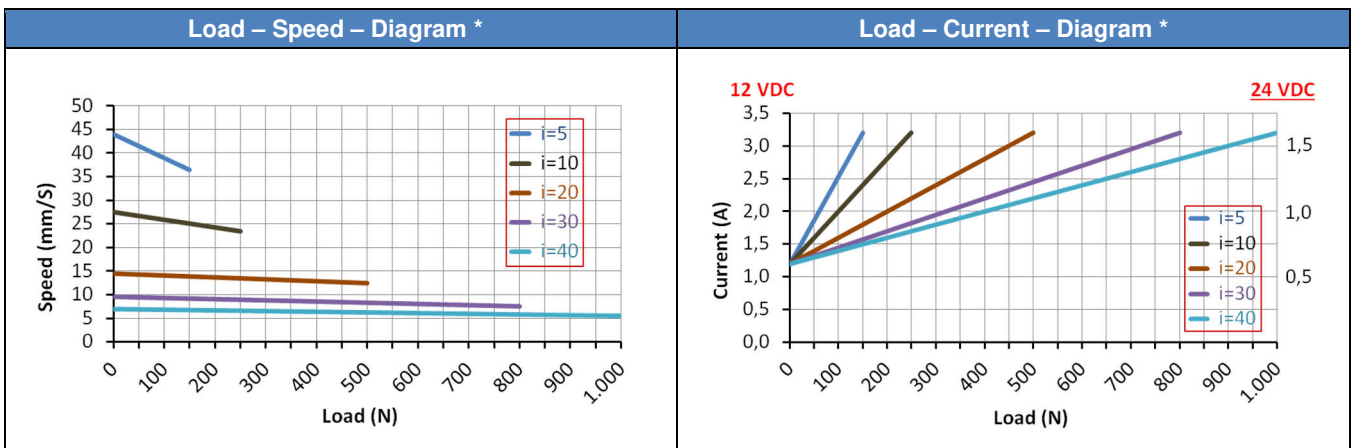 Load – Speed – Diagram *
Load – Current – Diagram *
50
45
40
35
30
25
20
15
10
5
0
Speed (mm/S)
i=5
i=10
i=20
i=30
i=40
0
100
200
300
400
500
600
700
800
900
1.000
Load (N)
12 VDC
24 VDC
3,5
3,0
2,5
2,0
1,5
1,0
0,5
0,0
Current (A)
1,5
1,0
0,5
i=5
i=10
i=20
i=30
i=40
0
100
200
300
400
500
600
700
800
900
1.000
Load (N)